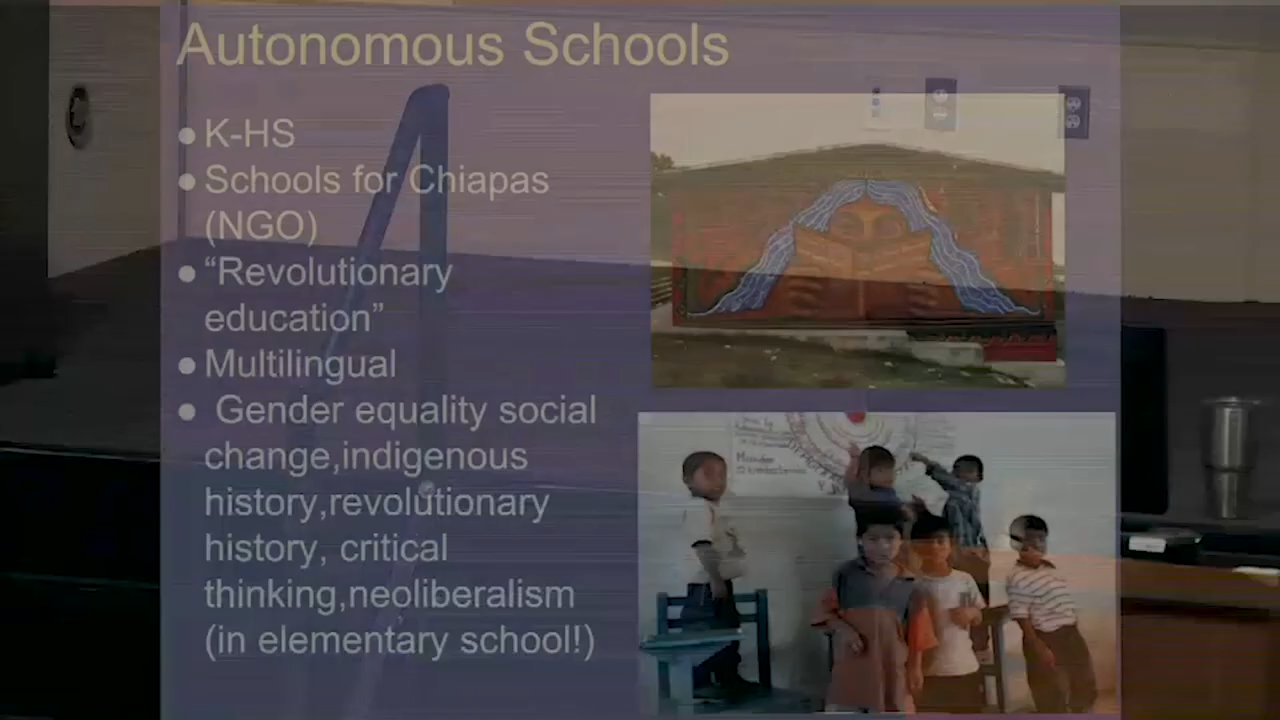 Autonomous Schools
● K-HS
● Schools for Chiapas
(NGO)
● “Revolutionary
education”
● Multilingual
● Gender equality social
change,indigenous
history,revolutionary
history, critical
thinking,neoliberalism
(in elementary school!)